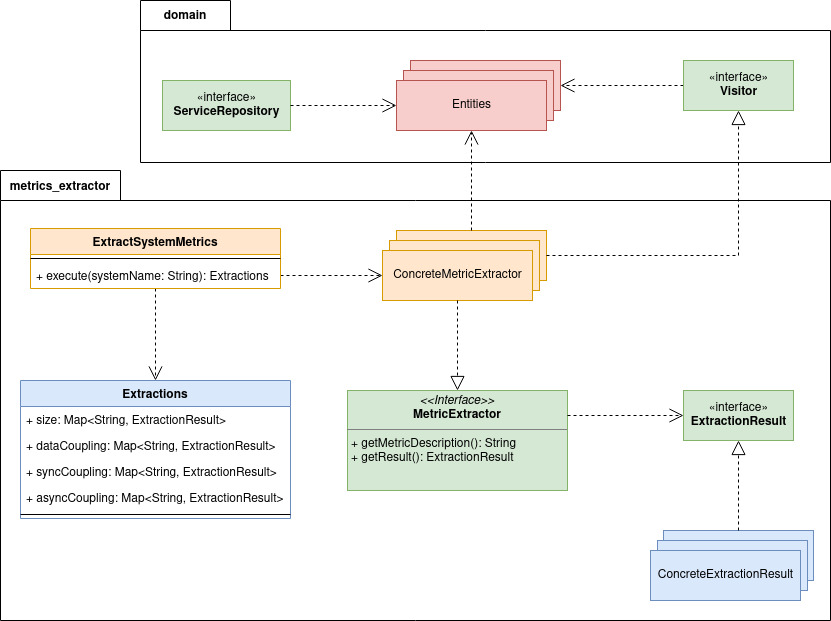 domain
«interface»
ServiceRepository
Entities
«interface»
Visitor
metrics_extractor
ExtractSystemMetrics
+ execute(systemName: String): Extractions
ConcreteMetricExtractor
Extractions
+ size: Map<String, ExtractionResult>
+ dataCoupling: Map<String, ExtractionResult>
+ syncCoupling: Map<String, ExtractionResult>
+ asyncCoupling: Map<String, ExtractionResult>
<<Interface>>
MetricExtractor
+ getMetricDescription(): String
+ getResult(): ExtractionResult
«interface»
ExtractionResult
ConcreteExtractionResult